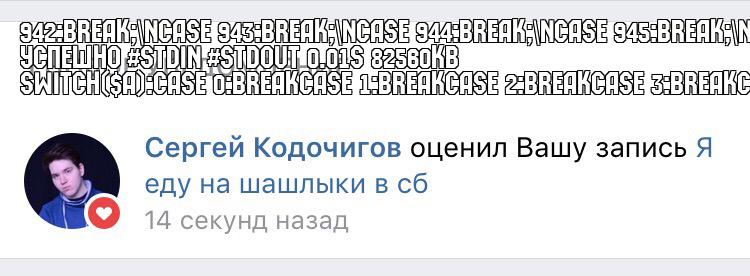 942:BREAK;\NCASE 943:BREAK;\NCASE 944:BREAK;\NCASE 945:BREAK;\N
УСПЕШНО #STDIN #STDOUT 0.01S 82560KB
SWITCH($A):CASE 0:BREAKCASE 1:BREAKCASE 2:BREAKCASE 3:BREAKC
Сергей Кодочигов оценил Вашу запись Я
еду на шашлыки в сб
14 секунд назад